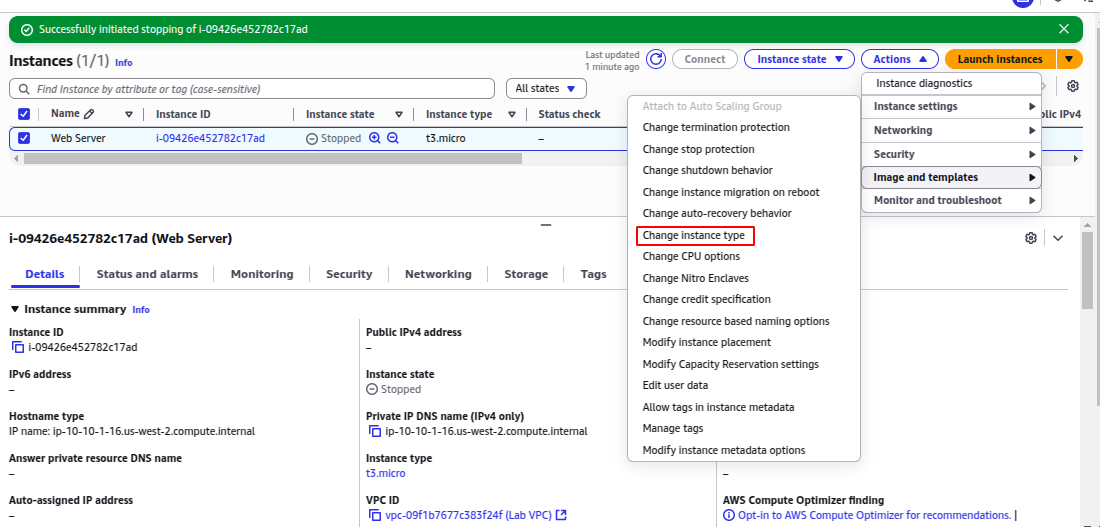 Successfully initiated stopping of i-09426e452782c17ad
Instances (1/1) Info
Last updated
1 minute ago
Connect
Instance state
Actions
Launch instances
Find Instance by attribute or tag (case-sensitive)
All states
Name
Instance ID
Instance state
Instance type
Status check
Public IPv4
Web Server
i-09426e452782c17ad
Stopped
t3.micro
–
Instance diagnostics
Instance settings
Networking
Security
Image and templates
Monitor and troubleshoot
Attach to Auto Scaling Group
Change termination protection
Change stop protection
Change shutdown behavior
Change instance migration on reboot
Change auto-recovery behavior
Change instance type
Change CPU options
Change Nitro Enclaves
Change credit specification
Change resource based naming options
Modify instance placement
Modify Capacity Reservation settings
Edit user data
Allow tags in instance metadata
Manage tags
Modify instance metadata options
i-09426e452782c17ad (Web Server)
Details
Status and alarms
Monitoring
Security
Networking
Storage
Tags
Instance summary Info
Instance ID
i-09426e452782c17ad
Public IPv4 address
–
IPv6 address
–
Instance state
Stopped
Hostname type
IP name: ip-10-10-1-16.us-west-2.compute.internal
Private IP DNS name (IPv4 only)
ip-10-10-1-16.us-west-2.compute.internal
Answer private resource DNS name
–
Instance type
t3.micro
–
Auto-assigned IP address
–
VPC ID
vpc-09f1b7677c383f24f (Lab VPC)
AWS Compute Optimizer finding
Opt-in to AWS Compute Optimizer for recommendations. |